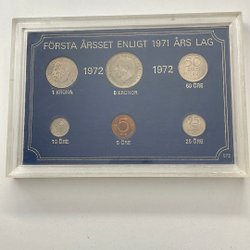 FÖRSTA ÅRSSET ENLIGT 1971 ÅRS LAG
1972 1972
1 KRONA 5 KRONOR 50 ÖRE
10 ÖRE 5 ÖRE 25 ÖRE